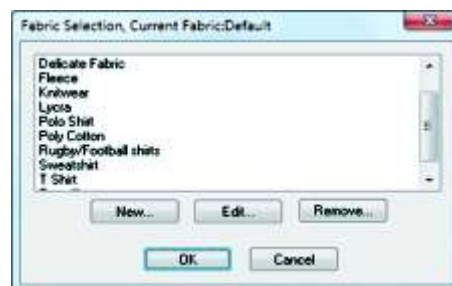 Fabric Selection, Current Fabric:Default
Delicate Fabric
Fleece
Knitwear
Lycra
Polo Shirt
Poly Cotton
Rugby/Football shirts
Sweatshirt
T Shirt
New... Edit... Remove...
OK Cancel